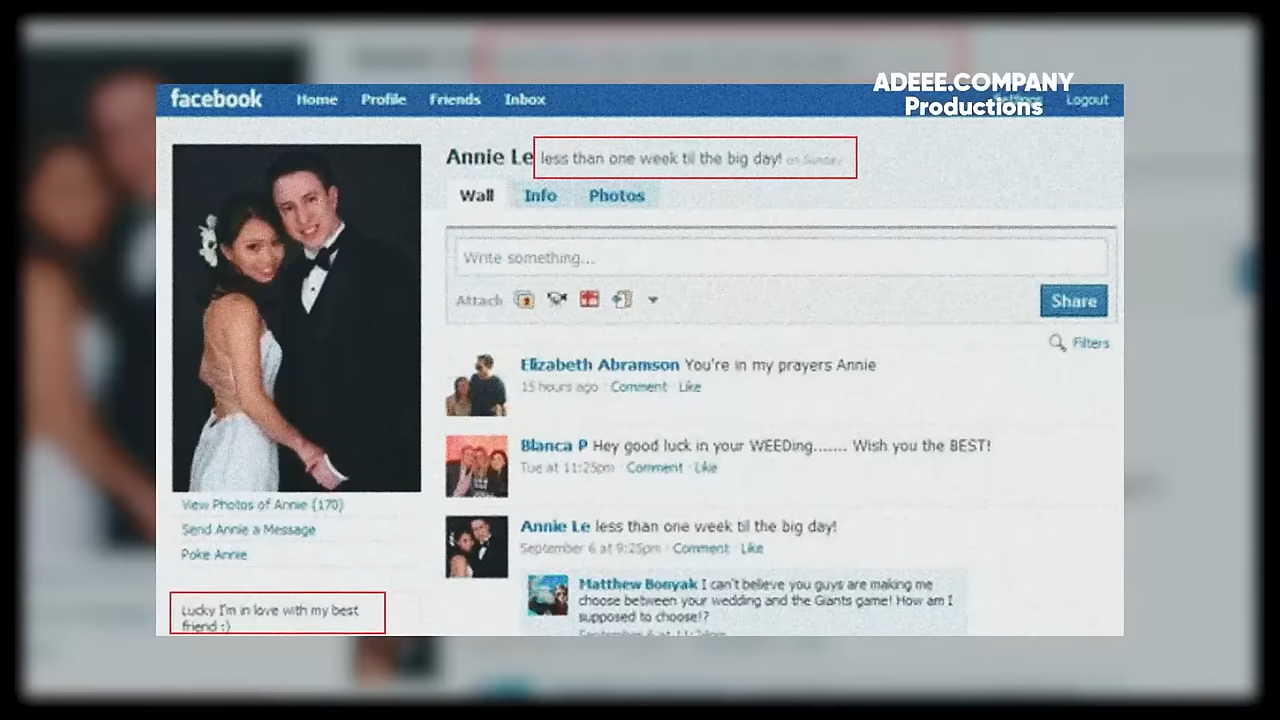 ADEEE.COMPANY
Productions
facebook Home Profile Friends Inbox Logout
Annie Le less than one week til the big day! on Sunday
Wall Info Photos
Write something...
Attach
Share
Filters
Elizabeth Abramson You're in my prayers Annie
15 hours ago · Comment · Like
Blanca P Hey good luck in your WEEDing....... Wish you the BEST!
Tue at 11:25pm · Comment · Like
Annie Le less than one week til the big day!
September 6 at 9:25pm · Comment · Like
Matthew Bonyak I can't believe you guys are making me
choose between your wedding and the Giants game! How am I
supposed to choose!?
View Photos of Annie (170)
Send Annie a Message
Poke Annie
Lucky I'm in love with my best
friend :)